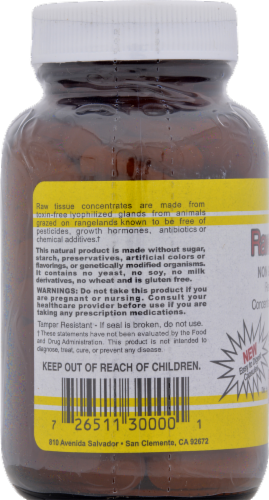 Raw tissue concentrates are made from
toxin-free lyophilized glands from animals
grazed on rangelands known to be free of
pesticides, growth hormones, antibiotics or
chemical additives.†
This natural product is made without sugar,
starch, preservatives, artificial colors or
flavorings, or genetically modified organisms.
It contains no yeast, no soy, no milk
derivatives, no wheat and is gluten free.
WARNINGS: Do not take this product if you
are pregnant or nursing. Consult your
healthcare provider before use if you are
taking any prescription medications.
Tamper Resistant - If seal is broken, do not use.
†These statements have not been evaluated by the Food
and Drug Administration. This product is not intended to
diagnose, treat, cure, or prevent any disease.
KEEP OUT OF REACH OF CHILDREN.
7 26511 30000 1
810 Avenida Salvador • San Clemente, CA 92672
NEW